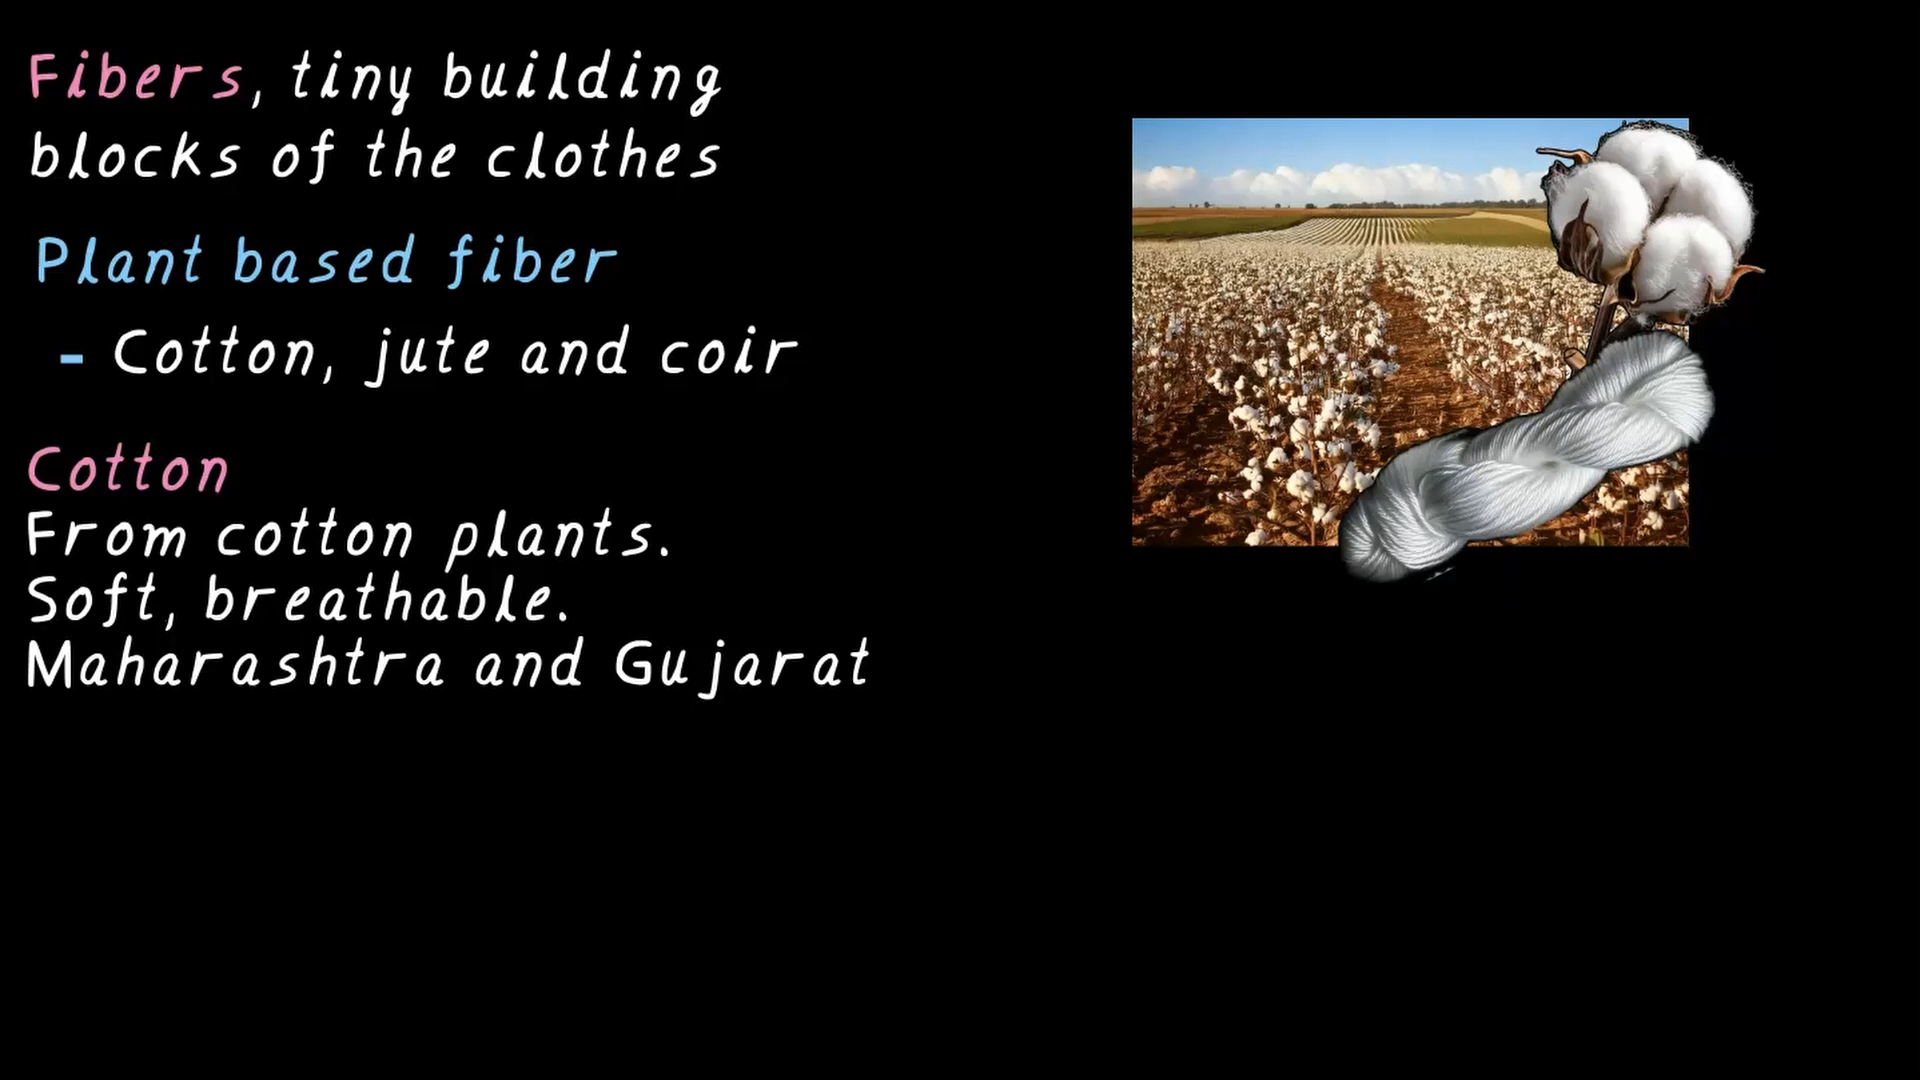 Fibers, tiny building
blocks of the clothes
Plant based fiber
- Cotton, jute and coir
Cotton
From cotton plants.
Soft, breathable.
Maharashtra and Gujarat